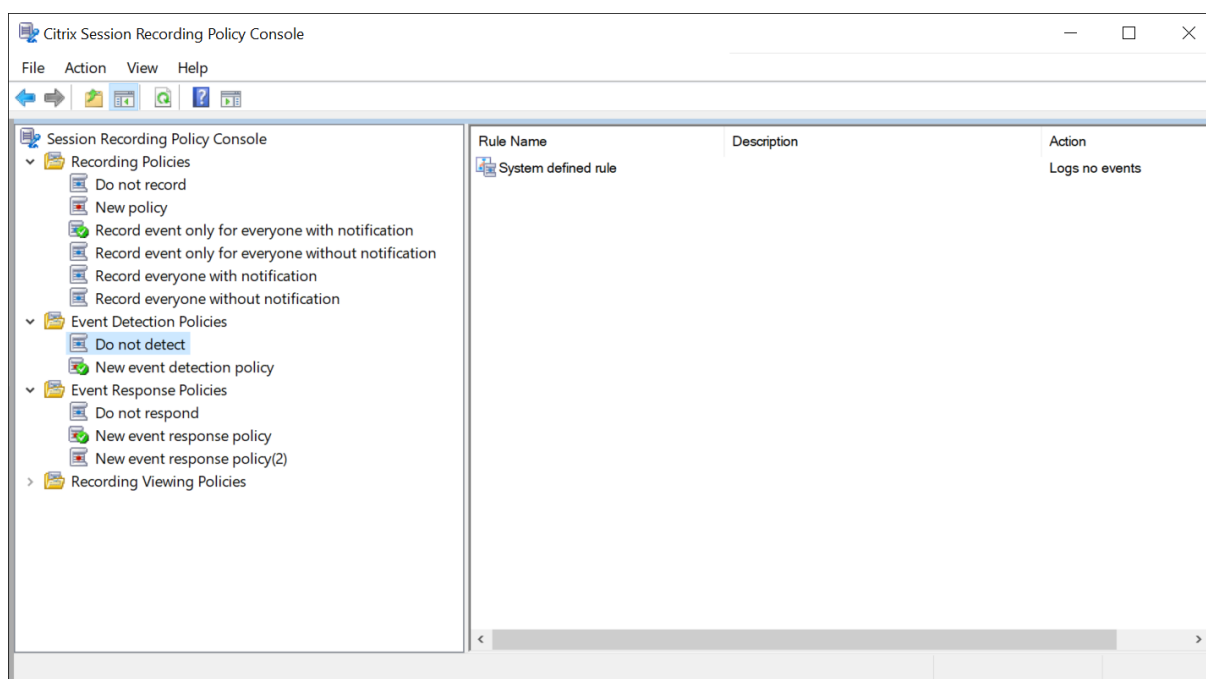 Citrix Session Recording Policy Console
File Action View Help
Session Recording Policy Console
Recording Policies
Do not record
New policy
Record event only for everyone with notification
Record event only for everyone without notification
Record everyone with notification
Record everyone without notification
Event Detection Policies
Do not detect
New event detection policy
Event Response Policies
Do not respond
New event response policy
New event response policy(2)
Recording Viewing Policies
Rule Name Description Action
System defined rule Logs no events